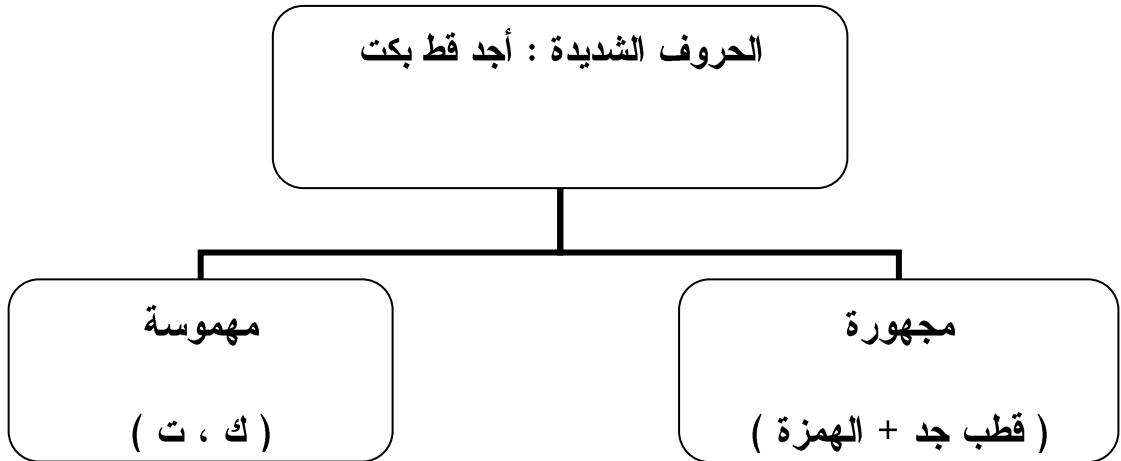 الحروف الشديدة : أجد قط بكت
مجهورة
( قطب جد + الهمزة )
مهموسة
( ك ، ت )